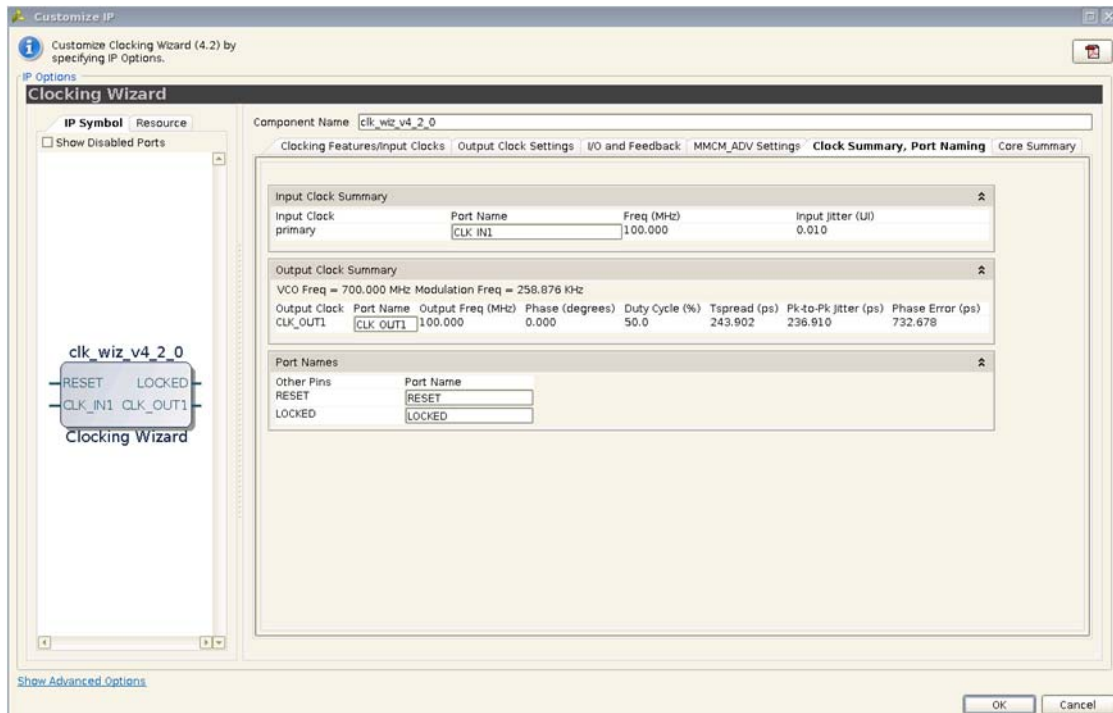 Customize IP
Customize Clocking Wizard (4.2) by
specifying IP Options.
IP Options
Clocking Wizard
IP Symbol Resource
Show Disabled Ports
clk_wiz_v4_2_0
RESET LOCKED
CLK_IN1 CLK_OUT1
Clocking Wizard
Component Name clk_wiz_v4_2_0
Clocking Features/Input Clocks Output Clock Settings I/O and Feedback MMCM_ADV Settings Clock Summary, Port Naming Core Summary
Input Clock Summary
Input Clock Port Name Freq (MHz) Input Jitter (UI)
primary CLK_IN1 100.000 0.010
Output Clock Summary
VCO Freq = 700.000 MHz Modulation Freq = 258.876 KHz
Output Clock Port Name Output Freq (MHz) Phase (degrees) Duty Cycle (%) Tspread (ps) Pk-to-Pk Jitter (ps) Phase Error (ps)
CLK_OUT1 CLK_OUT1 100.000 0.000 50.0 243.902 236.910 732.678
Port Names
Other Pins Port Name
RESET RESET
LOCKED LOCKED
Show Advanced Options
OK Cancel